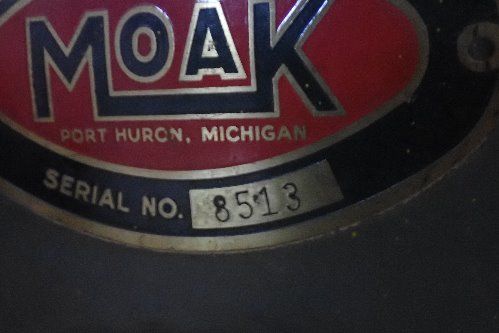 MOAK
PORT HURON, MICHIGAN
SERIAL NO. 8513